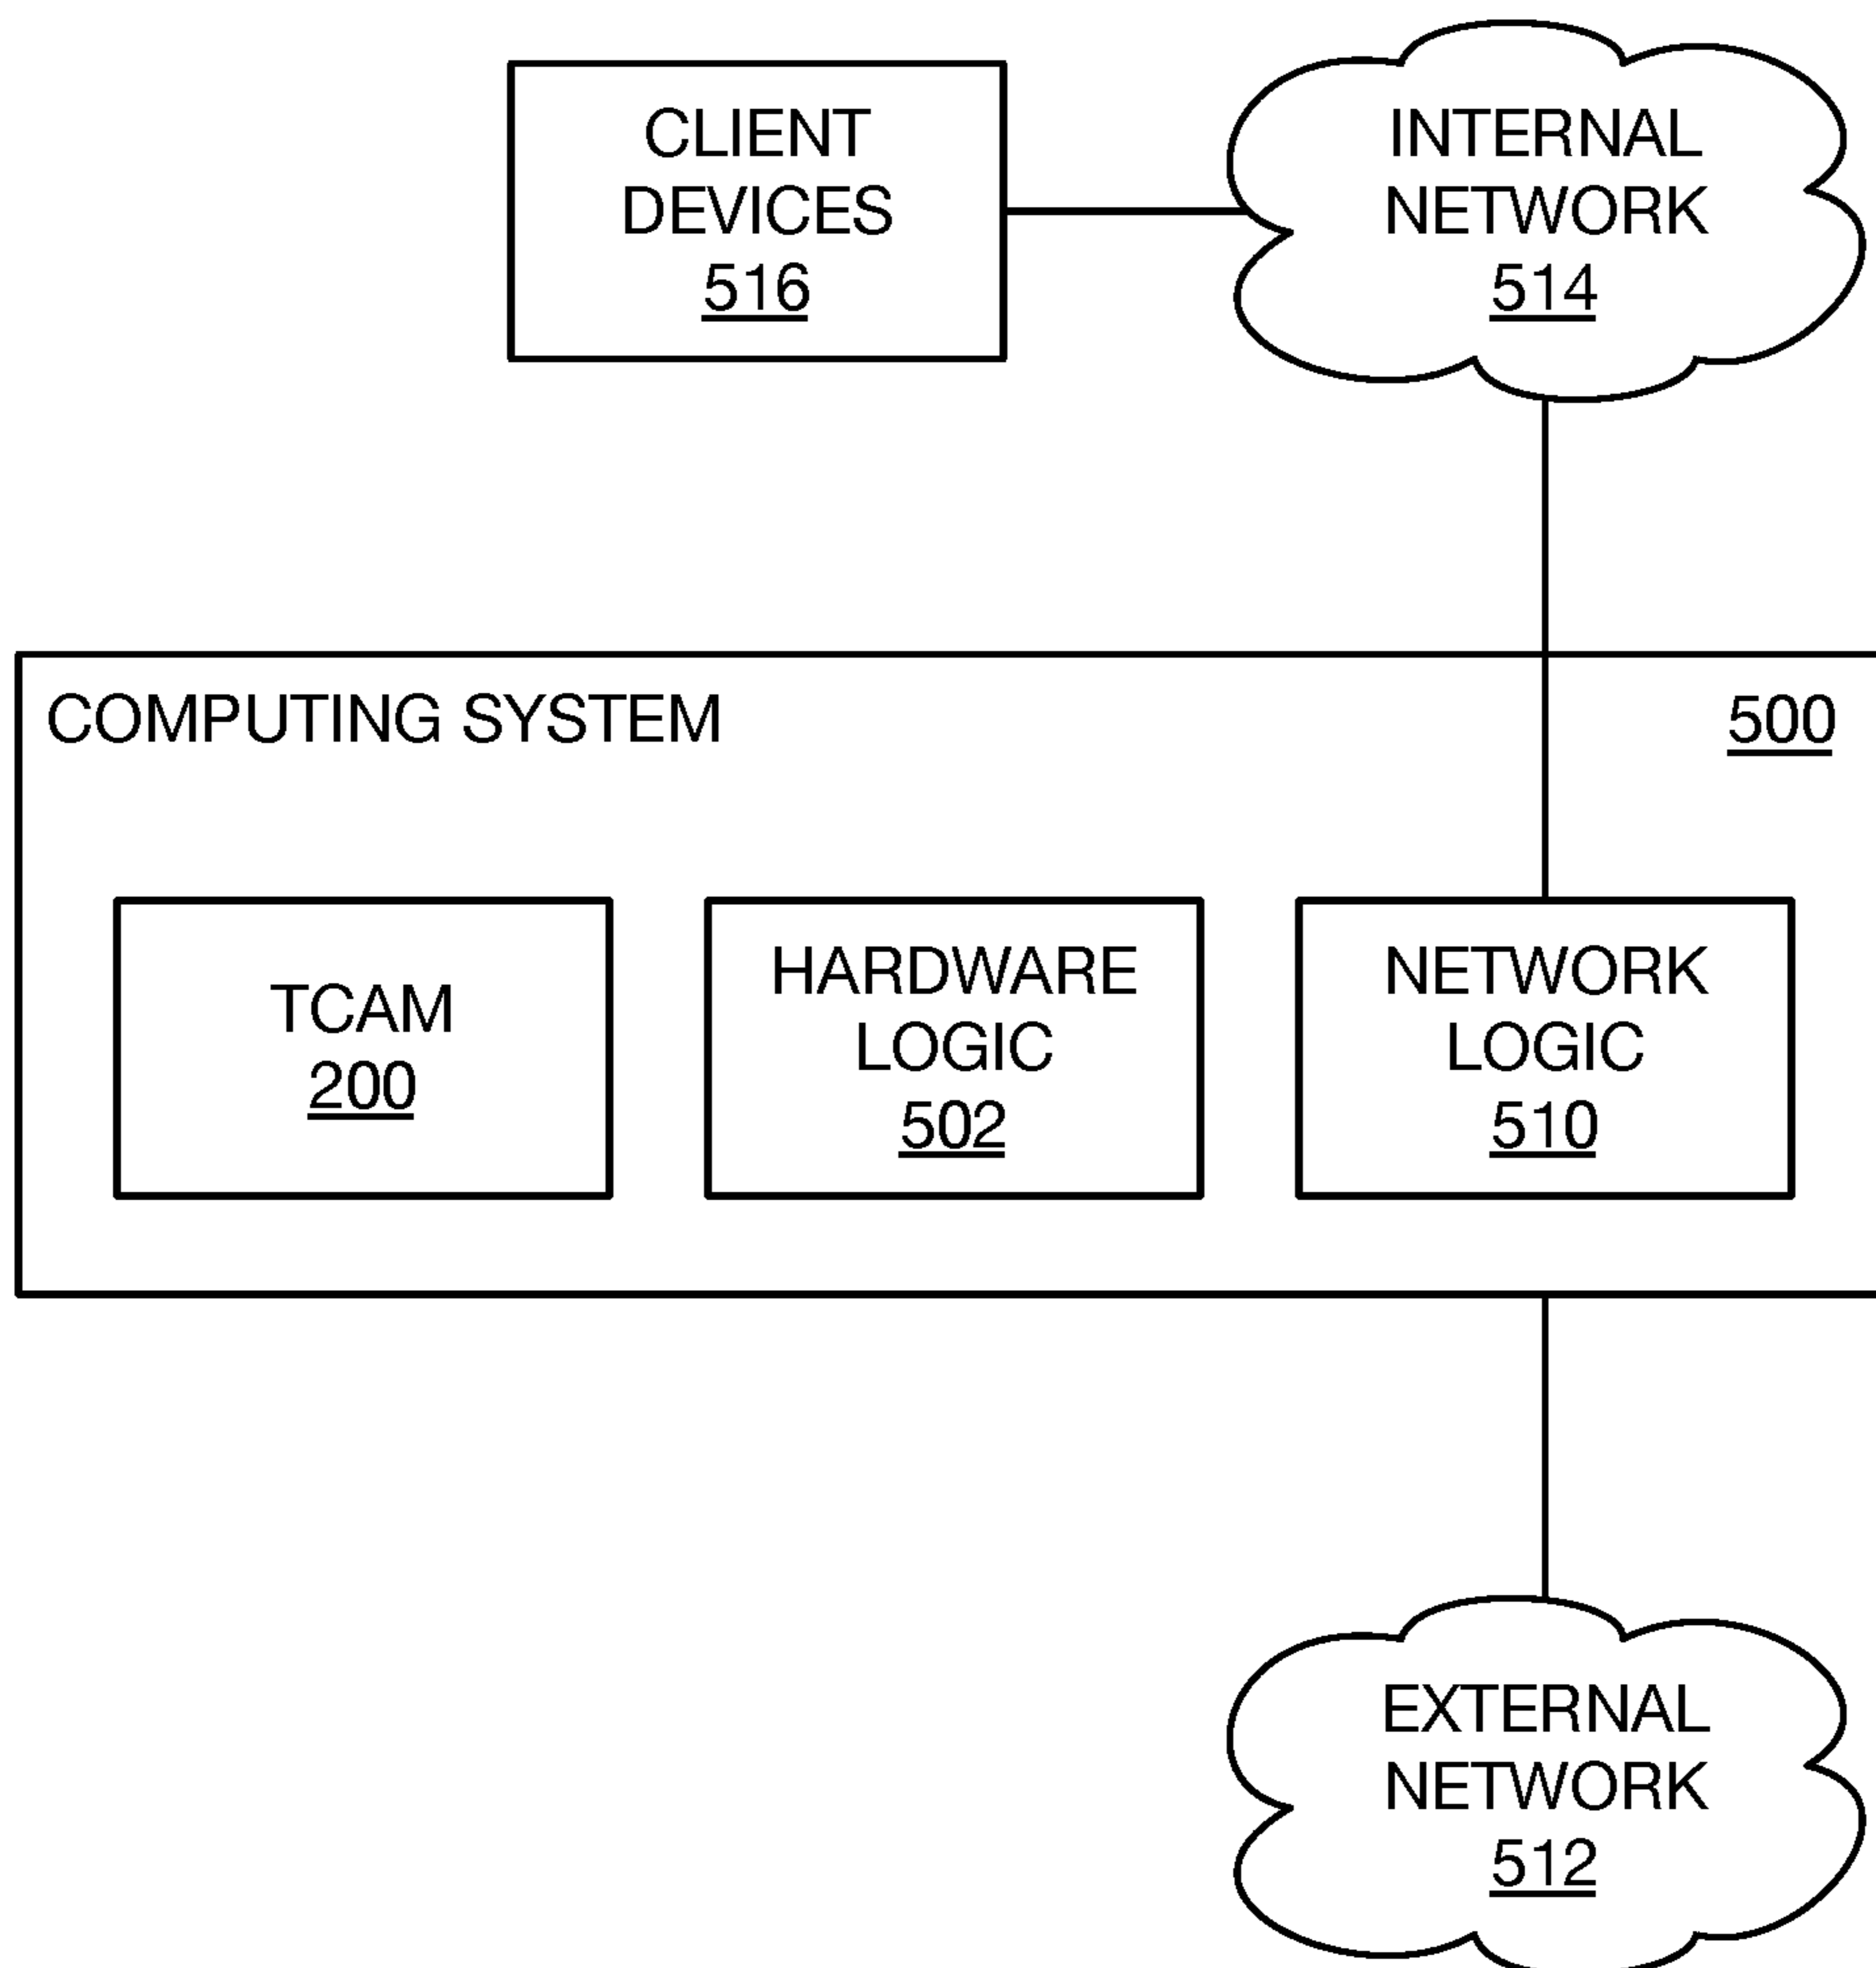 CLIENT
DEVICES
516
INTERNAL
NETWORK
514
COMPUTING SYSTEM
500
TCAM
200
HARDWARE
LOGIC
502
NETWORK
LOGIC
510
EXTERNAL
NETWORK
512